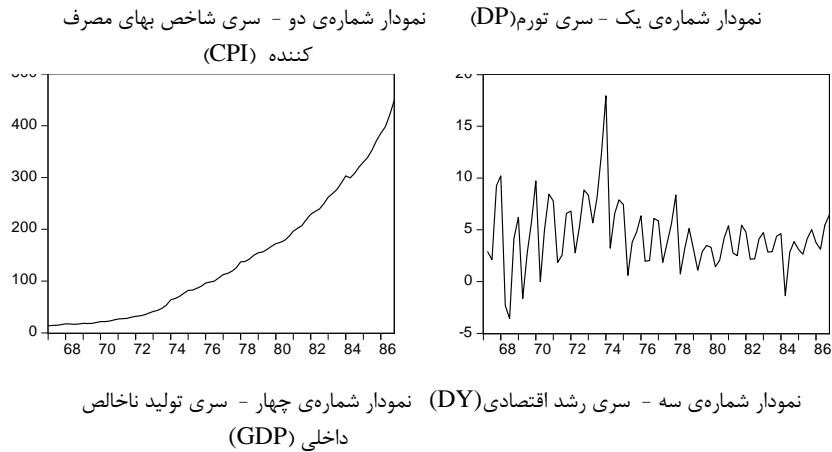 نمودار شماره‌ی یک - سری تورم(DP)
نمودار شماره‌ی دو - سری شاخص بهای مصرف
کننده (CPI)
500
400
300
200
100
0
68 70 72 74 76 78 80 82 84 86
20
15
10
5
0
-5
68 70 72 74 76 78 80 82 84 86
نمودار شماره‌ی سه - سری رشد اقتصادی(DY)
نمودار شماره‌ی چهار - سری تولید ناخالص
داخلی (GDP)